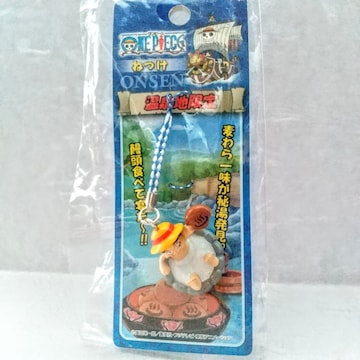 ONE PIECE
ねつけ
ONSEN
温泉地限定
麦わら一味が秘湯発見♨
饅頭食べてるぞ〜!!